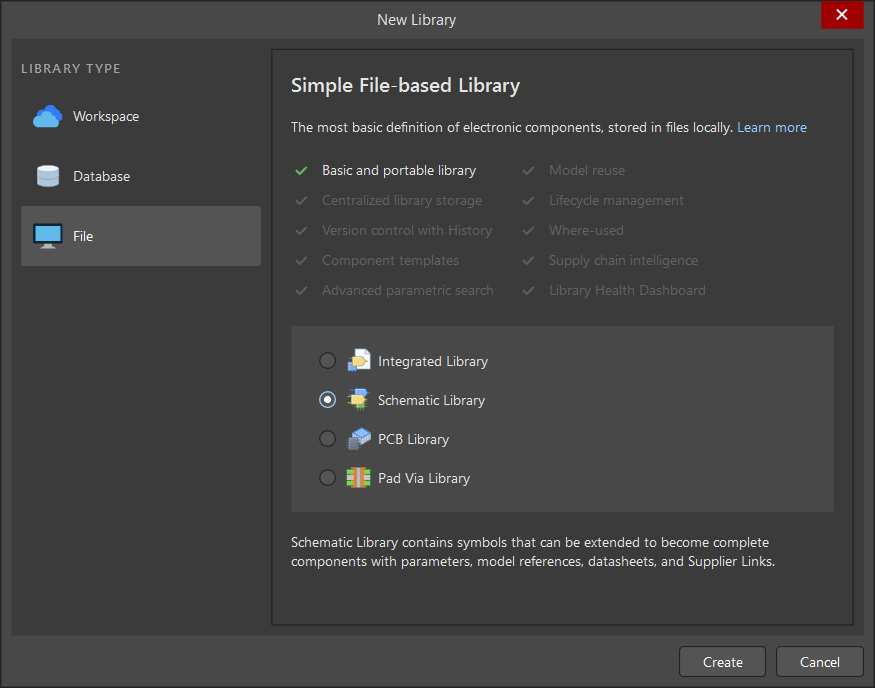 New Library
LIBRARY TYPE
Workspace
Database
File
Simple File-based Library
The most basic definition of electronic components, stored in files locally. Learn more
Basic and portable library
Model reuse
Centralized library storage
Lifecycle management
Version control with History
Where-used
Component templates
Supply chain intelligence
Advanced parametric search
Library Health Dashboard
Integrated Library
Schematic Library
PCB Library
Pad Via Library
Schematic Library contains symbols that can be extended to become complete
components with parameters, model references, datasheets, and Supplier Links.
Create
Cancel